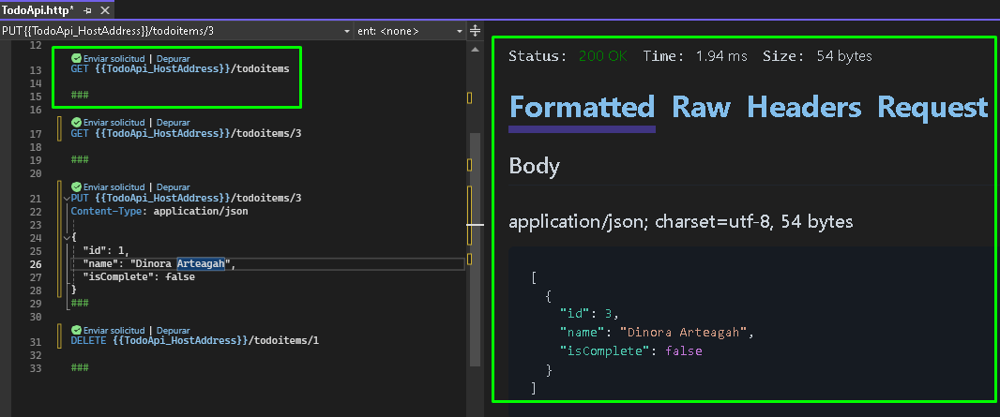 TodoApi.http*
PUT {{TodoApi_HostAddress}}/todoitems/3
ent: <none>
12
Enviar solicitud | Depurar
13 GET {{TodoApi_HostAddress}}/todoitems
14
15 ###
16
Enviar solicitud | Depurar
17 GET {{TodoApi_HostAddress}}/todoitems/3
18
19 ###
20
Enviar solicitud | Depurar
21 PUT {{TodoApi_HostAddress}}/todoitems/3
22 Content-Type: application/json
23
24 {
25 "id": 1,
26 "name": "Dinora Arteagah",
27 "isComplete": false
28 }
29 ###
30
Enviar solicitud | Depurar
31 DELETE {{TodoApi_HostAddress}}/todoitems/1
32
33 ###
Status: 200 OK Time: 1.94 ms Size: 54 bytes
Formatted Raw Headers Request
Body
application/json; charset=utf-8, 54 bytes
[
{
"id": 3,
"name": "Dinora Arteagah",
"isComplete": false
}
]